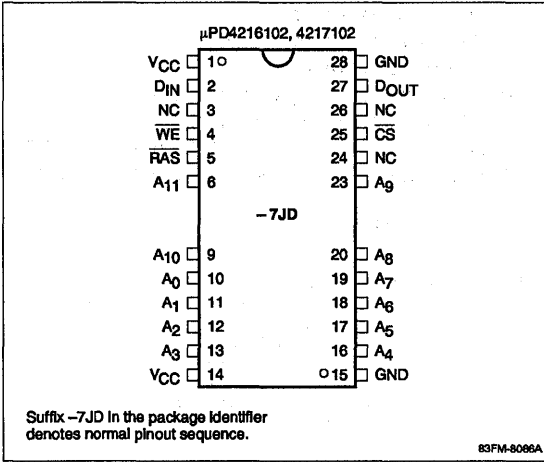 μPD4216102, 4217102
VCC 1 28 GND
DIN 2 27 DOUT
NC 3 26 NC
WE 4 25 CS
RAS 5 24 NC
A11 6 23 A9
–7JD
A10 9 20 A8
A0 10 19 A7
A1 11 18 A6
A2 12 17 A5
A3 13 16 A4
VCC 14 15 GND
Suffix –7JD in the package identifier
denotes normal pinout sequence.
83FM-8086A